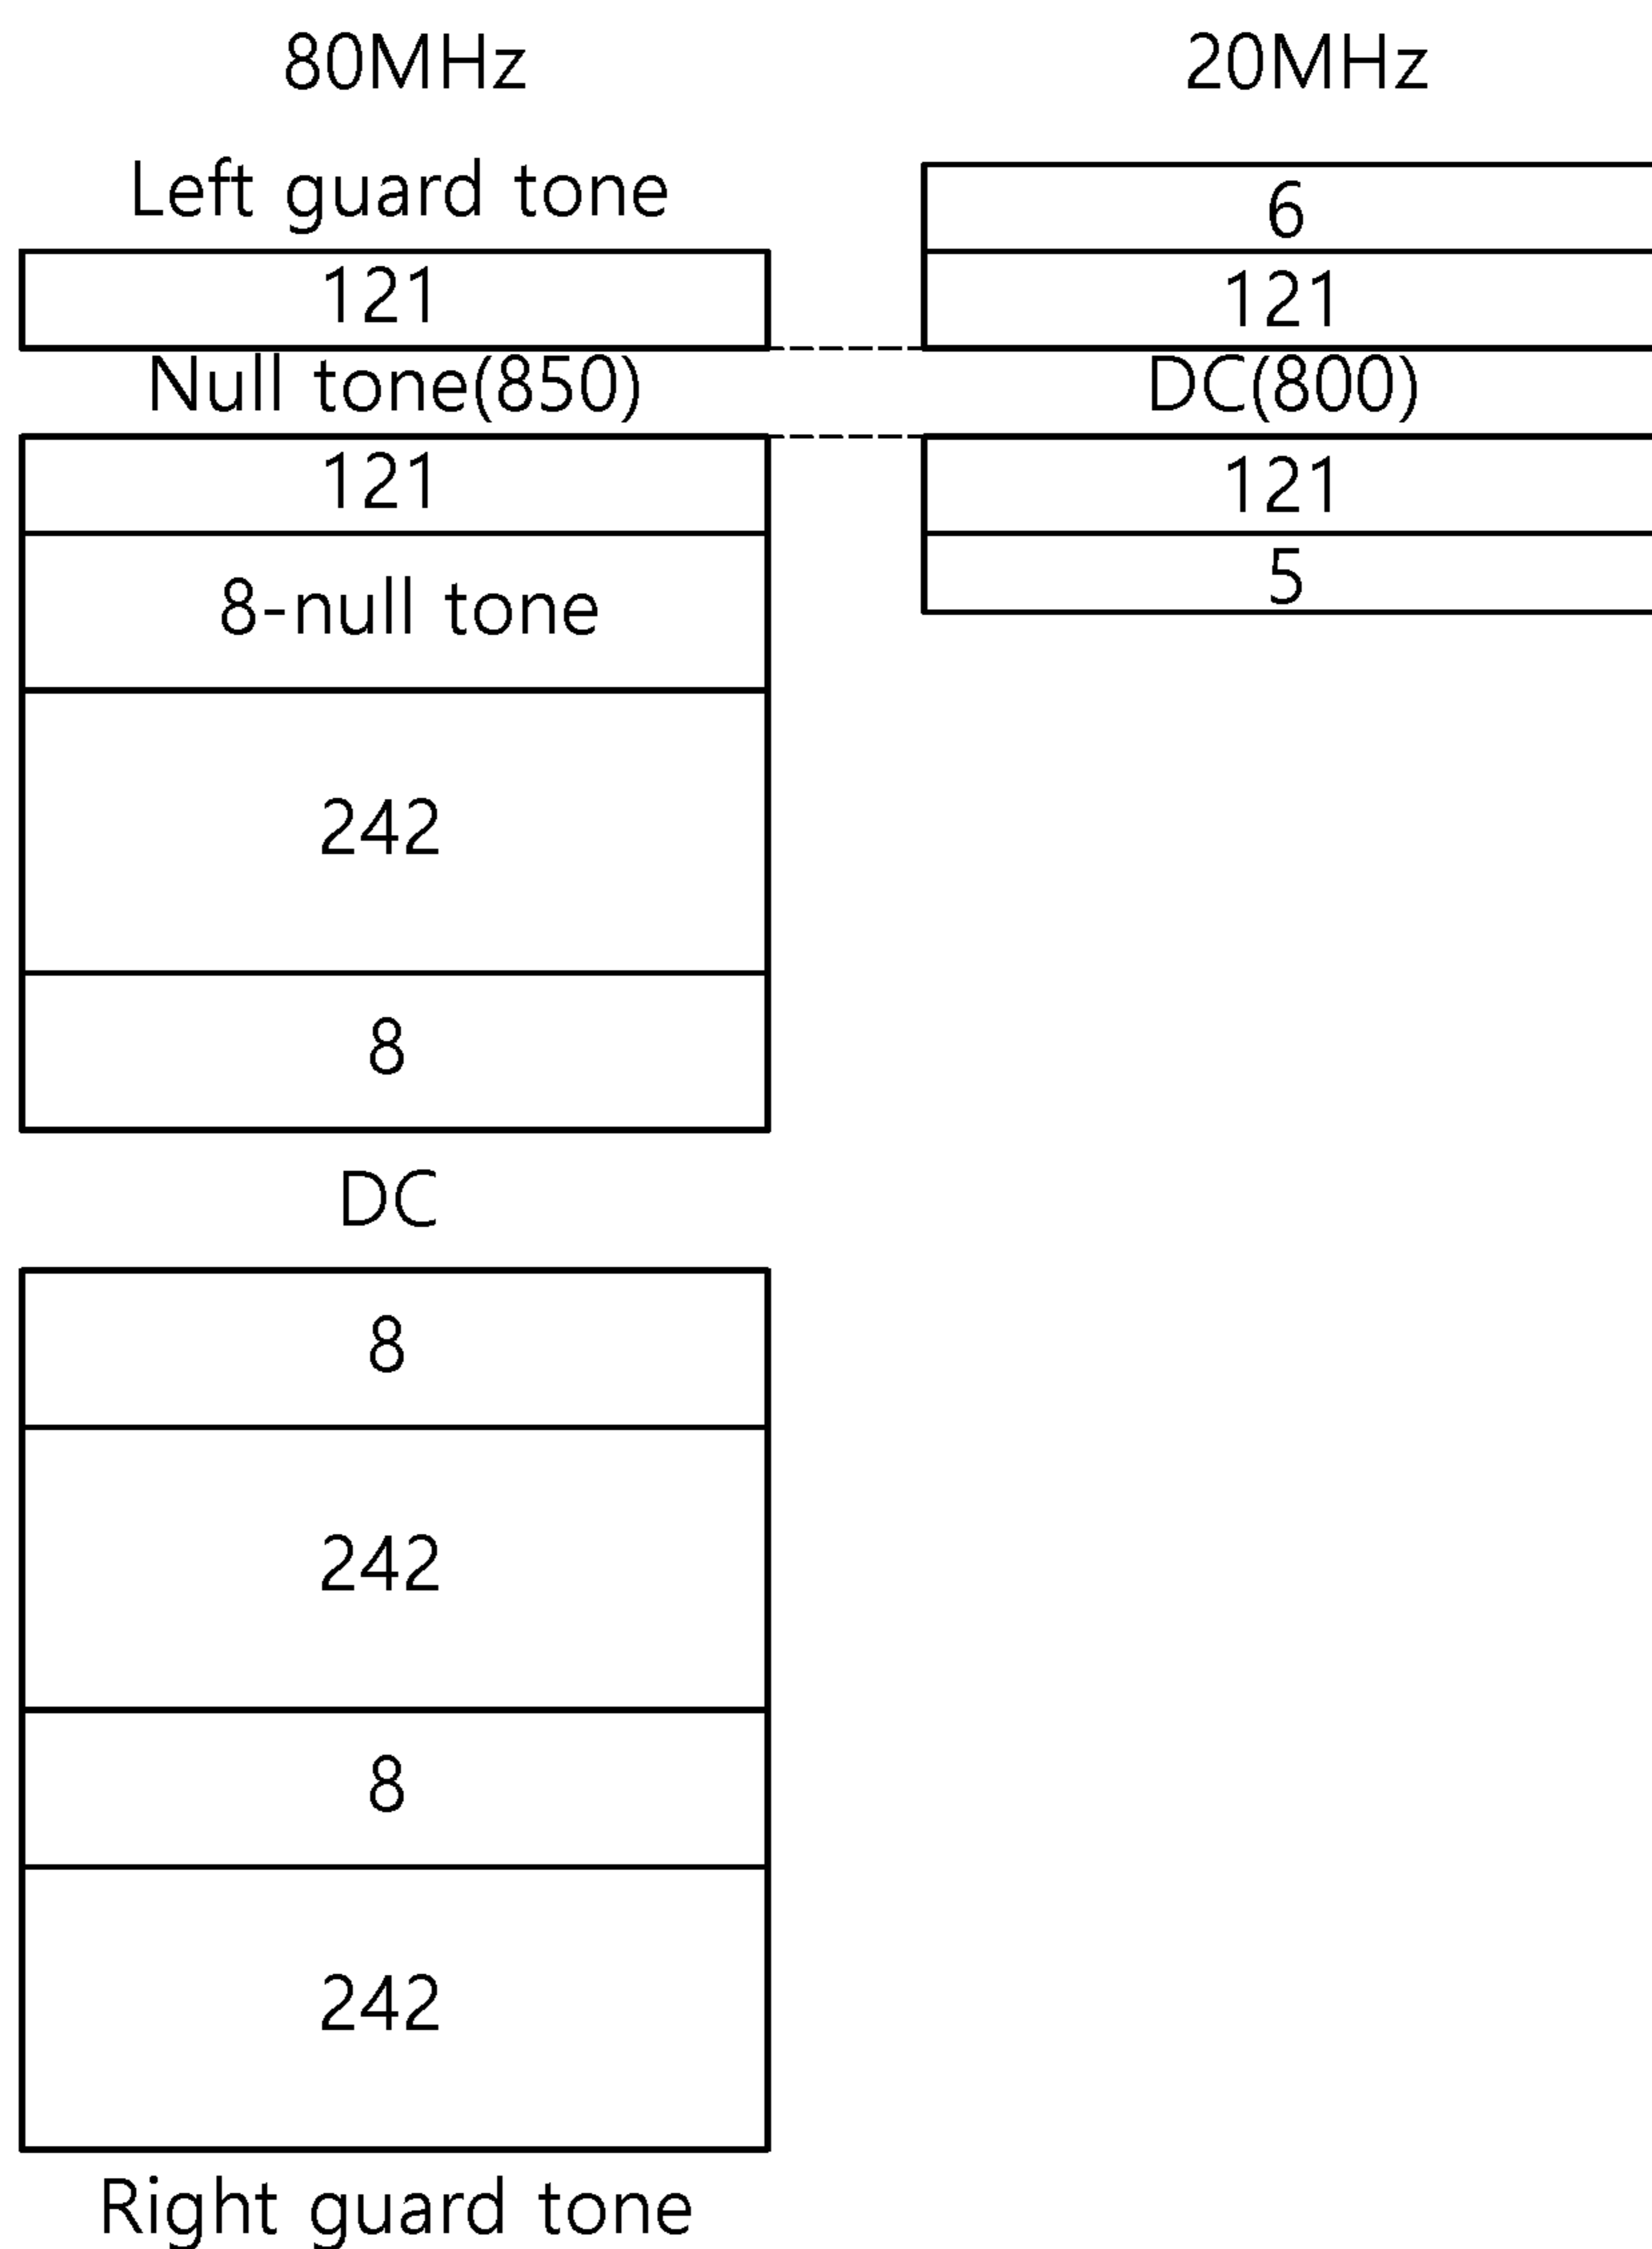 80MHz
Left guard tone
121
Null tone(850)
121
8-null tone
242
8
DC
8
242
8
242
Right guard tone
20MHz
6
121
DC(800)
121
5